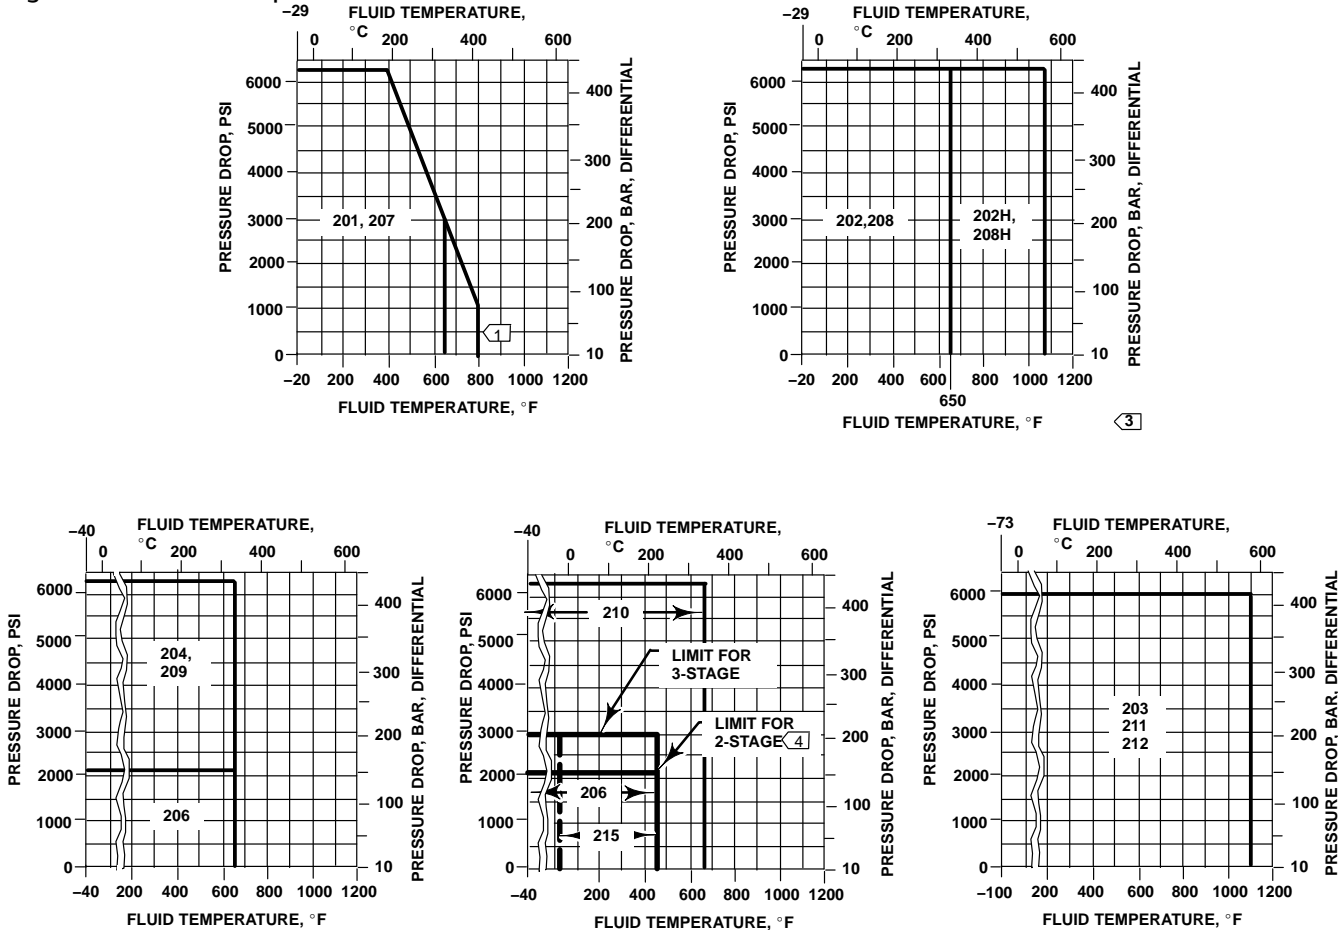 −29
FLUID TEMPERATURE,
°C
0 200 400 600
6000
5000
4000
3000
2000
1000
0
PRESSURE DROP, PSI
400
300
200
100
10
PRESSURE DROP, BAR, DIFFERENTIAL
201, 207
1
−20 200 400 600 800 1000 1200
FLUID TEMPERATURE, °F
−29
FLUID TEMPERATURE,
°C
0 200 400 600
6000
5000
4000
3000
2000
1000
0
PRESSURE DROP, PSI
400
300
200
100
10
PRESSURE DROP, BAR, DIFFERENTIAL
202,208
202H,
208H
−20 200 400 600 800 1000 1200
650
FLUID TEMPERATURE, °F
3
−40
FLUID TEMPERATURE,
°C
0 200 400 600
6000
5000
4000
3000
2000
1000
0
PRESSURE DROP, PSI
400
300
200
100
10
PRESSURE DROP, BAR, DIFFERENTIAL
204,
209
206
−40 200 400 600 800 1000 1200
FLUID TEMPERATURE, °F
−40
FLUID TEMPERATURE,
°C
0 200 400 600
6000
5000
4000
3000
2000
1000
0
PRESSURE DROP, PSI
400
300
200
100
10
PRESSURE DROP, BAR, DIFFERENTIAL
210
LIMIT FOR
3-STAGE
LIMIT FOR
2-STAGE 4
206
215
−40 200 400 600 800 1000 1200
FLUID TEMPERATURE, °F
−73
FLUID TEMPERATURE,
°C
0 200 400 600
6000
5000
4000
3000
2000
1000
0
PRESSURE DROP, PSI
400
300
200
100
10
PRESSURE DROP, BAR, DIFFERENTIAL
203
211
212
−100 200 400 600 800 1000 1200
FLUID TEMPERATURE, °F